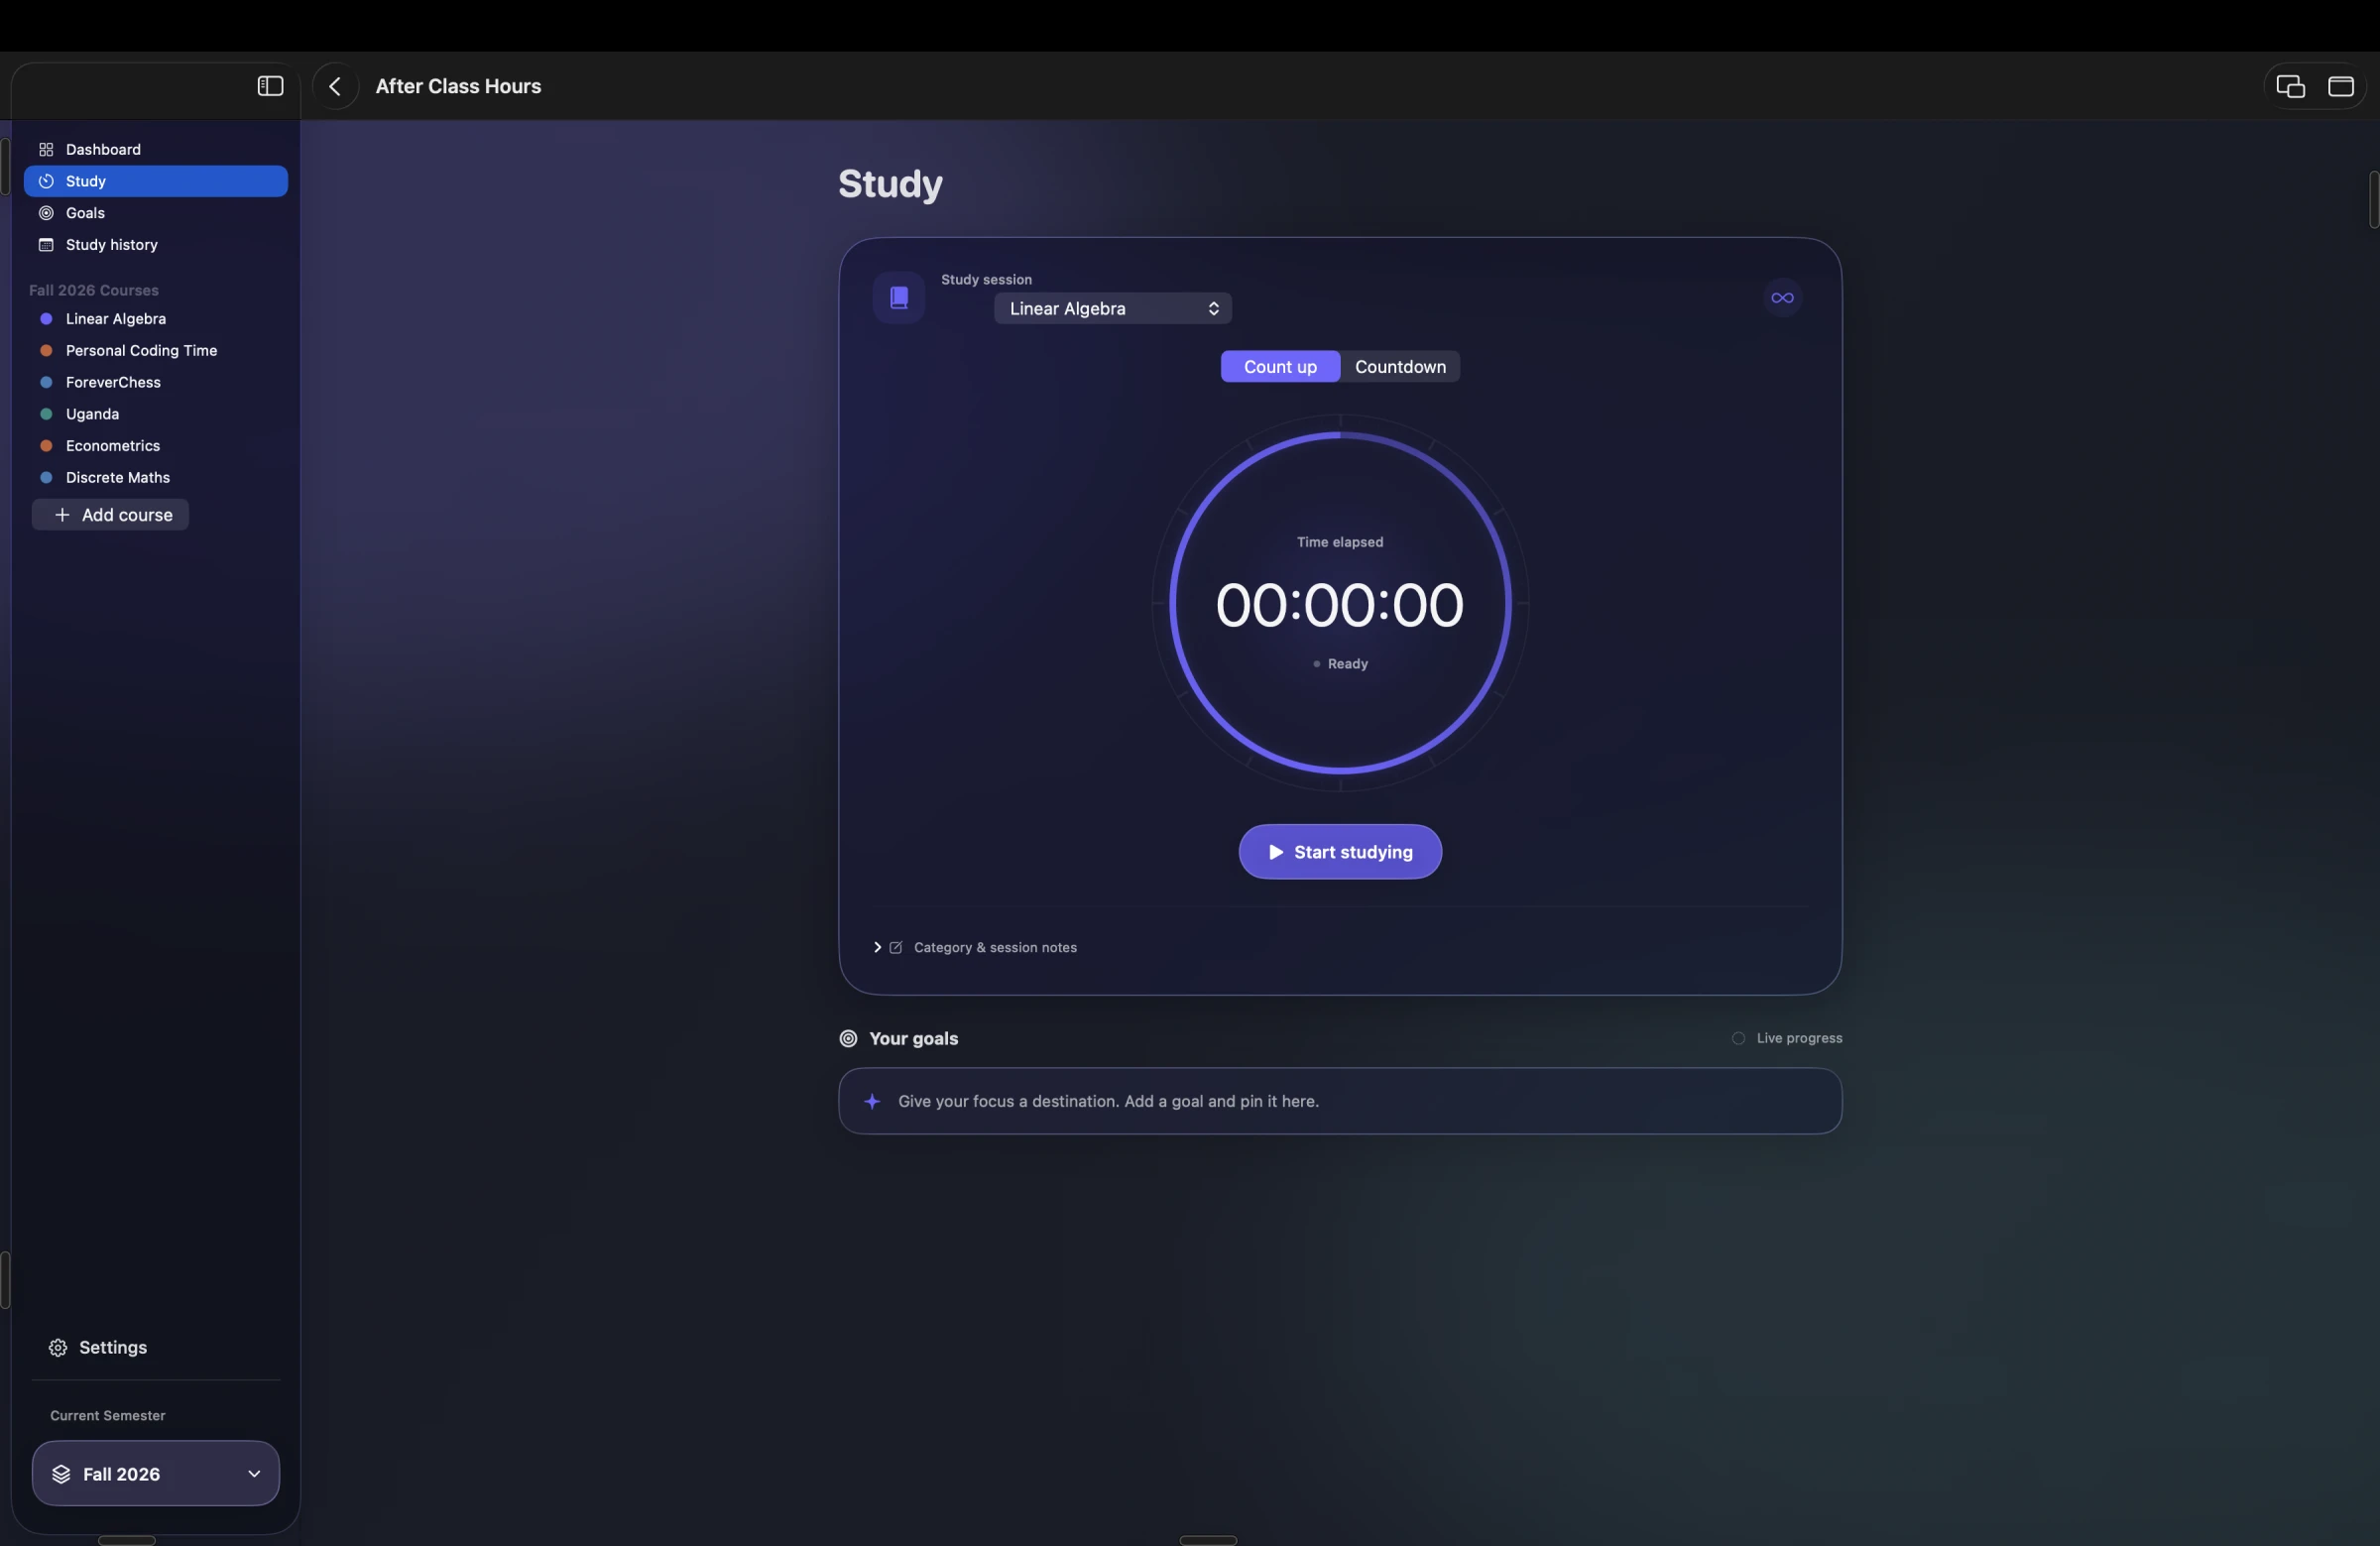 After Class Hours
Dashboard
Study
Goals
Study history
Fall 2026 Courses
Linear Algebra
Personal Coding Time
ForeverChess
Uganda
Econometrics
Discrete Maths
Add course
Settings
Current Semester
Fall 2026
Study
Study session
Linear Algebra
Count up
Countdown
Time elapsed
00:00:00
Ready
Start studying
Category & session notes
Your goals
Live progress
Give your focus a destination. Add a goal and pin it here.